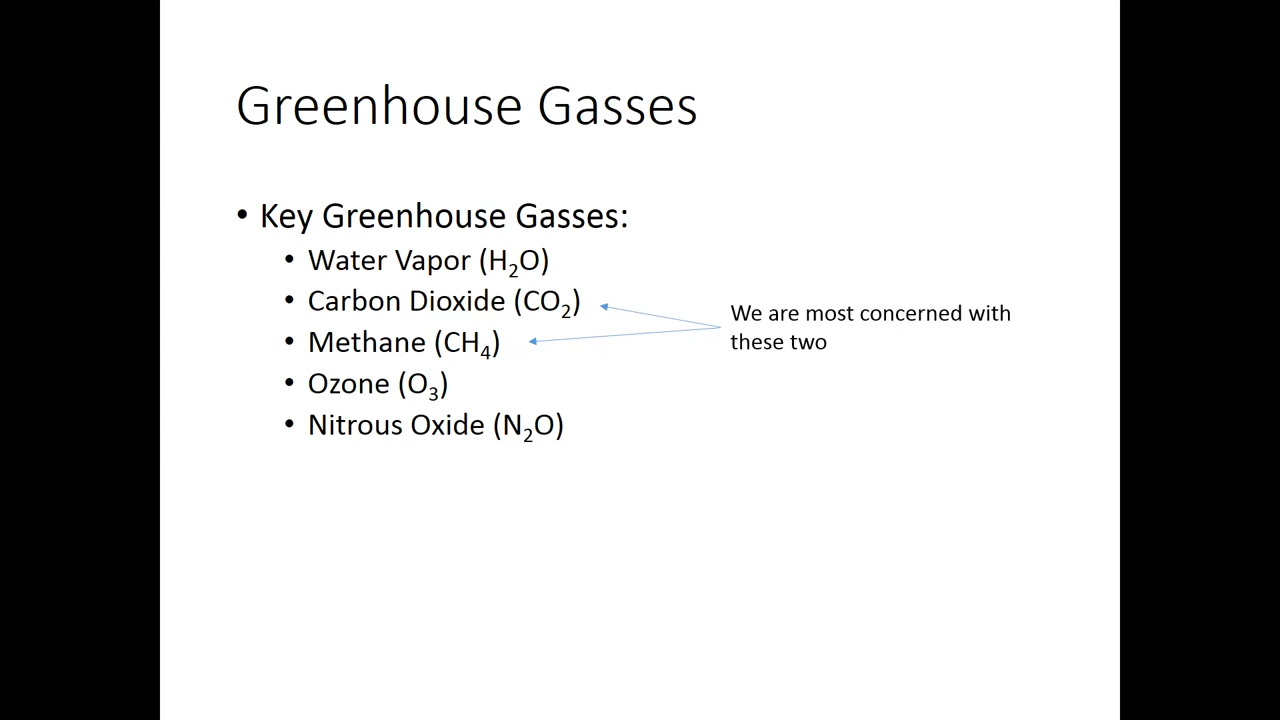 Greenhouse Gasses
• Key Greenhouse Gasses:
• Water Vapor (H₂O)
• Carbon Dioxide (CO₂)
• Methane (CH₄)
• Ozone (O₃)
• Nitrous Oxide (N₂O)
We are most concerned with
these two